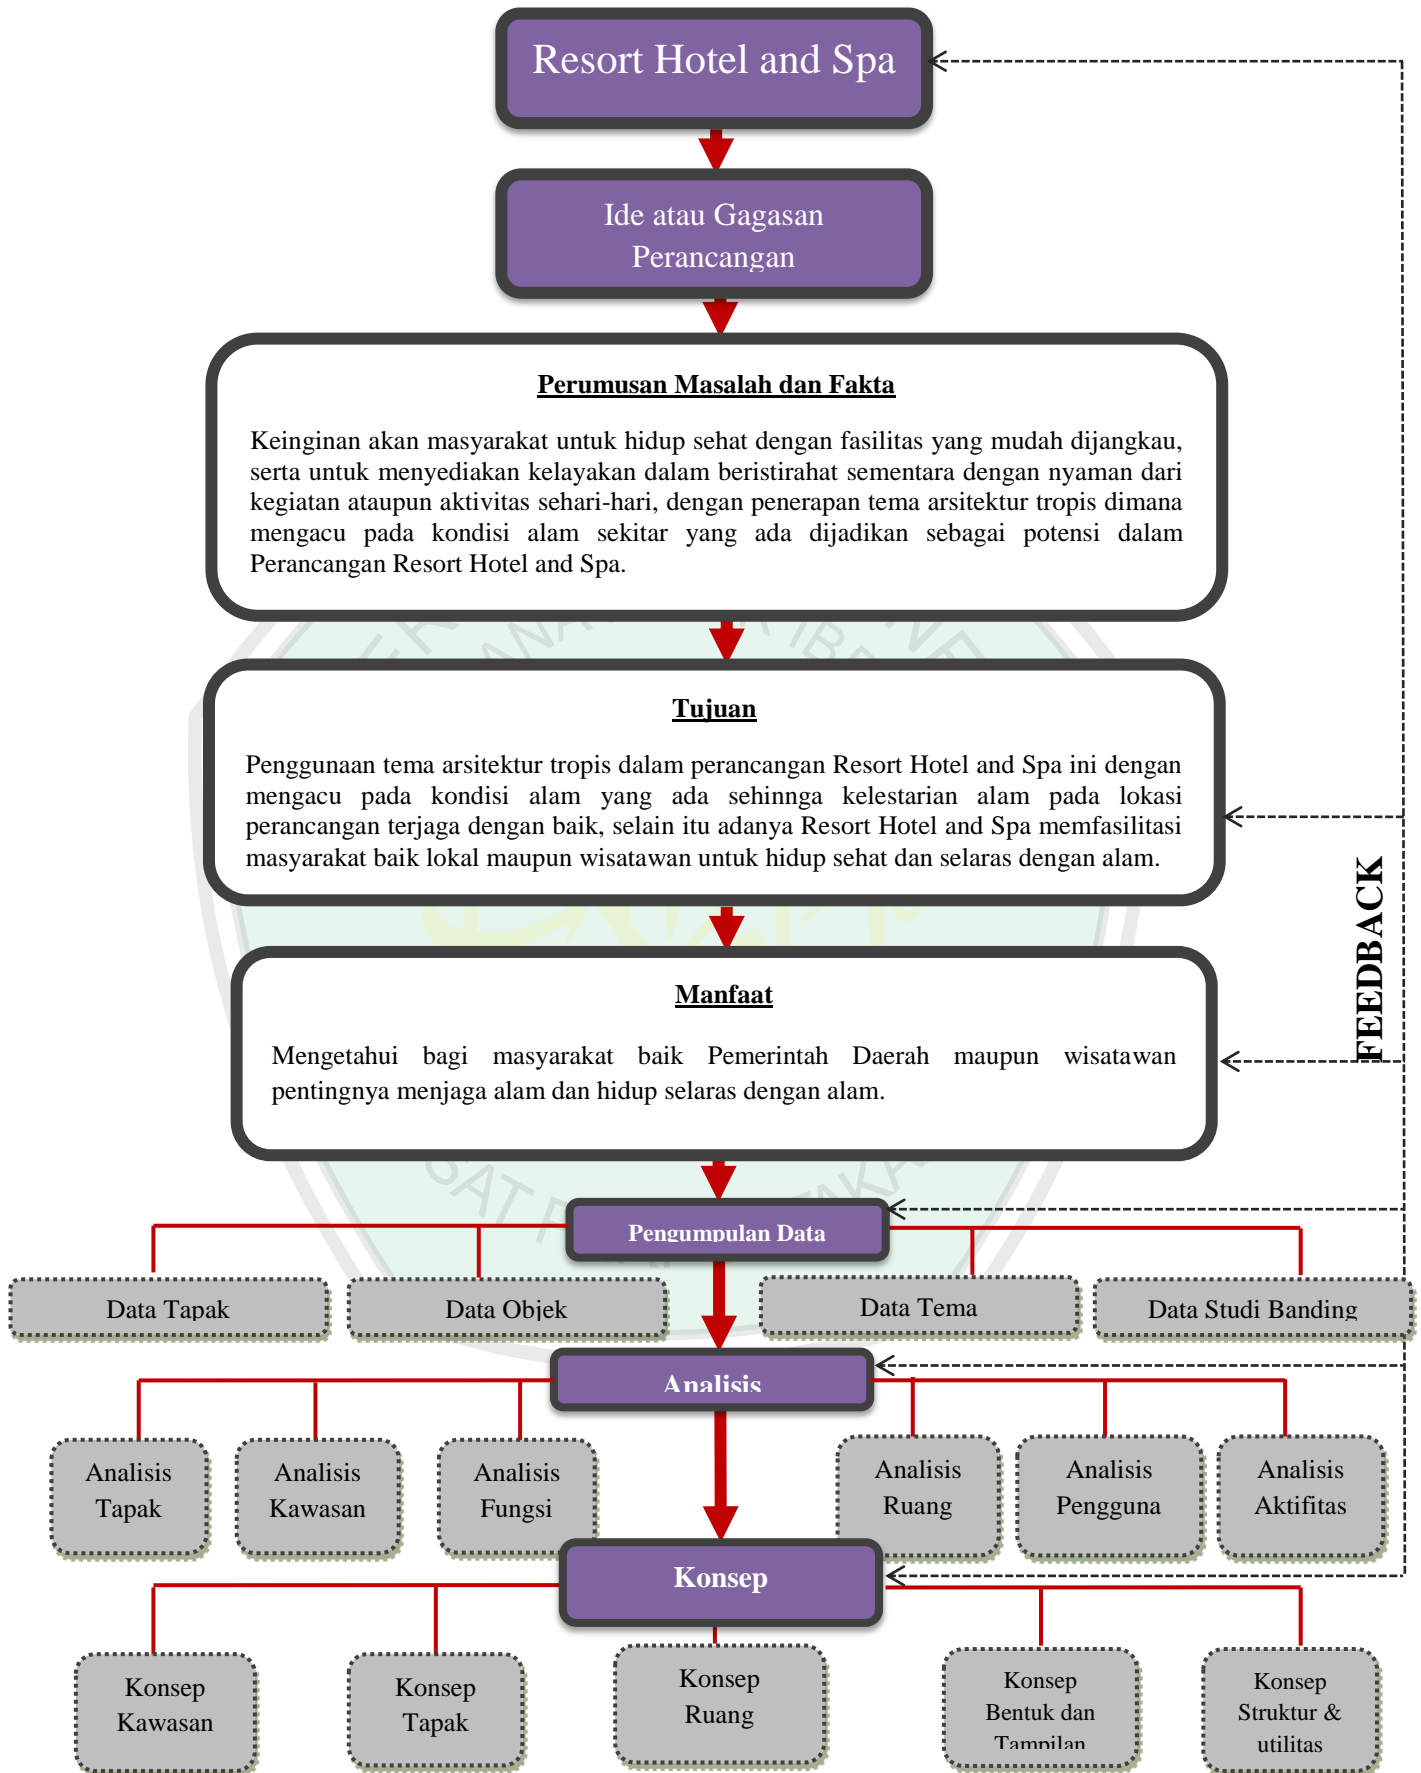 Resort Hotel and Spa
Ide atau Gagasan
Perancangan
Perumusan Masalah dan Fakta
Keinginan akan masyarakat untuk hidup sehat dengan fasilitas yang mudah dijangkau,
serta untuk menyediakan kelayakan dalam beristirahat sementara dengan nyaman dari
kegiatan ataupun aktivitas sehari-hari, dengan penerapan tema arsitektur tropis dimana
mengacu pada kondisi alam sekitar yang ada dijadikan sebagai potensi dalam
Perancangan Resort Hotel and Spa.
Tujuan
Penggunaan tema arsitektur tropis dalam perancangan Resort Hotel and Spa ini dengan
mengacu pada kondisi alam yang ada sehinnga kelestarian alam pada lokasi
perancangan terjaga dengan baik, selain itu adanya Resort Hotel and Spa memfasilitasi
masyarakat baik lokal maupun wisatawan untuk hidup sehat dan selaras dengan alam.
FEEDBACK
Manfaat
Mengetahui bagi masyarakat baik Pemerintah Daerah maupun wisatawan
pentingnya menjaga alam dan hidup selaras dengan alam.
Pengumpulan Data
Data Tapak
Data Objek
Data Tema
Data Studi Banding
Analisis
Analisis
Tapak
Analisis
Kawasan
Analisis
Fungsi
Analisis
Ruang
Analisis
Pengguna
Analisis
Aktifitas
Konsep
Konsep
Kawasan
Konsep
Tapak
Konsep
Ruang
Konsep
Bentuk dan
Tampilan
Konsep
Struktur &
utilitas